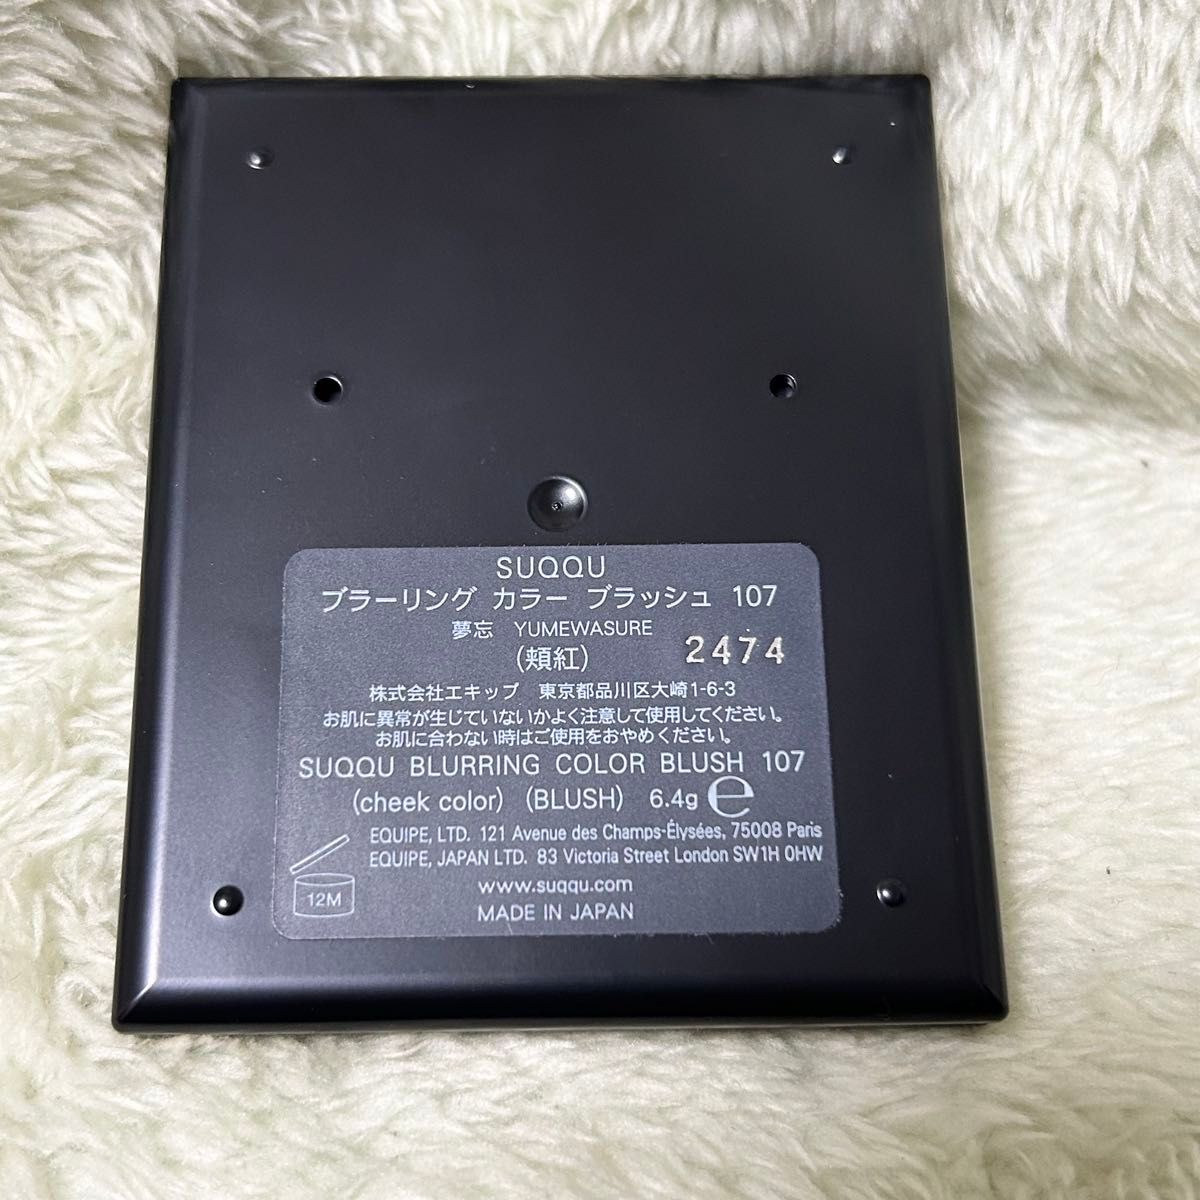 SUQQU
ブラーリング カラー ブラッシュ 107
夢忘 YUMEWASURE
(頬紅) 2474
株式会社エキップ 東京都品川区大崎1-6-3
お肌に異常が生じていないかよく注意して使用してください。
お肌に合わない時はご使用をおやめください。
SUQQU BLURRING COLOR BLUSH 107
(cheek color) (BLUSH) 6.4g ℮
EQUIPE, LTD. 121 Avenue des Champs-Élysées, 75008 Paris
EQUIPE, JAPAN LTD. 83 Victoria Street London SW1H 0HW
12M
www.suqqu.com
MADE IN JAPAN